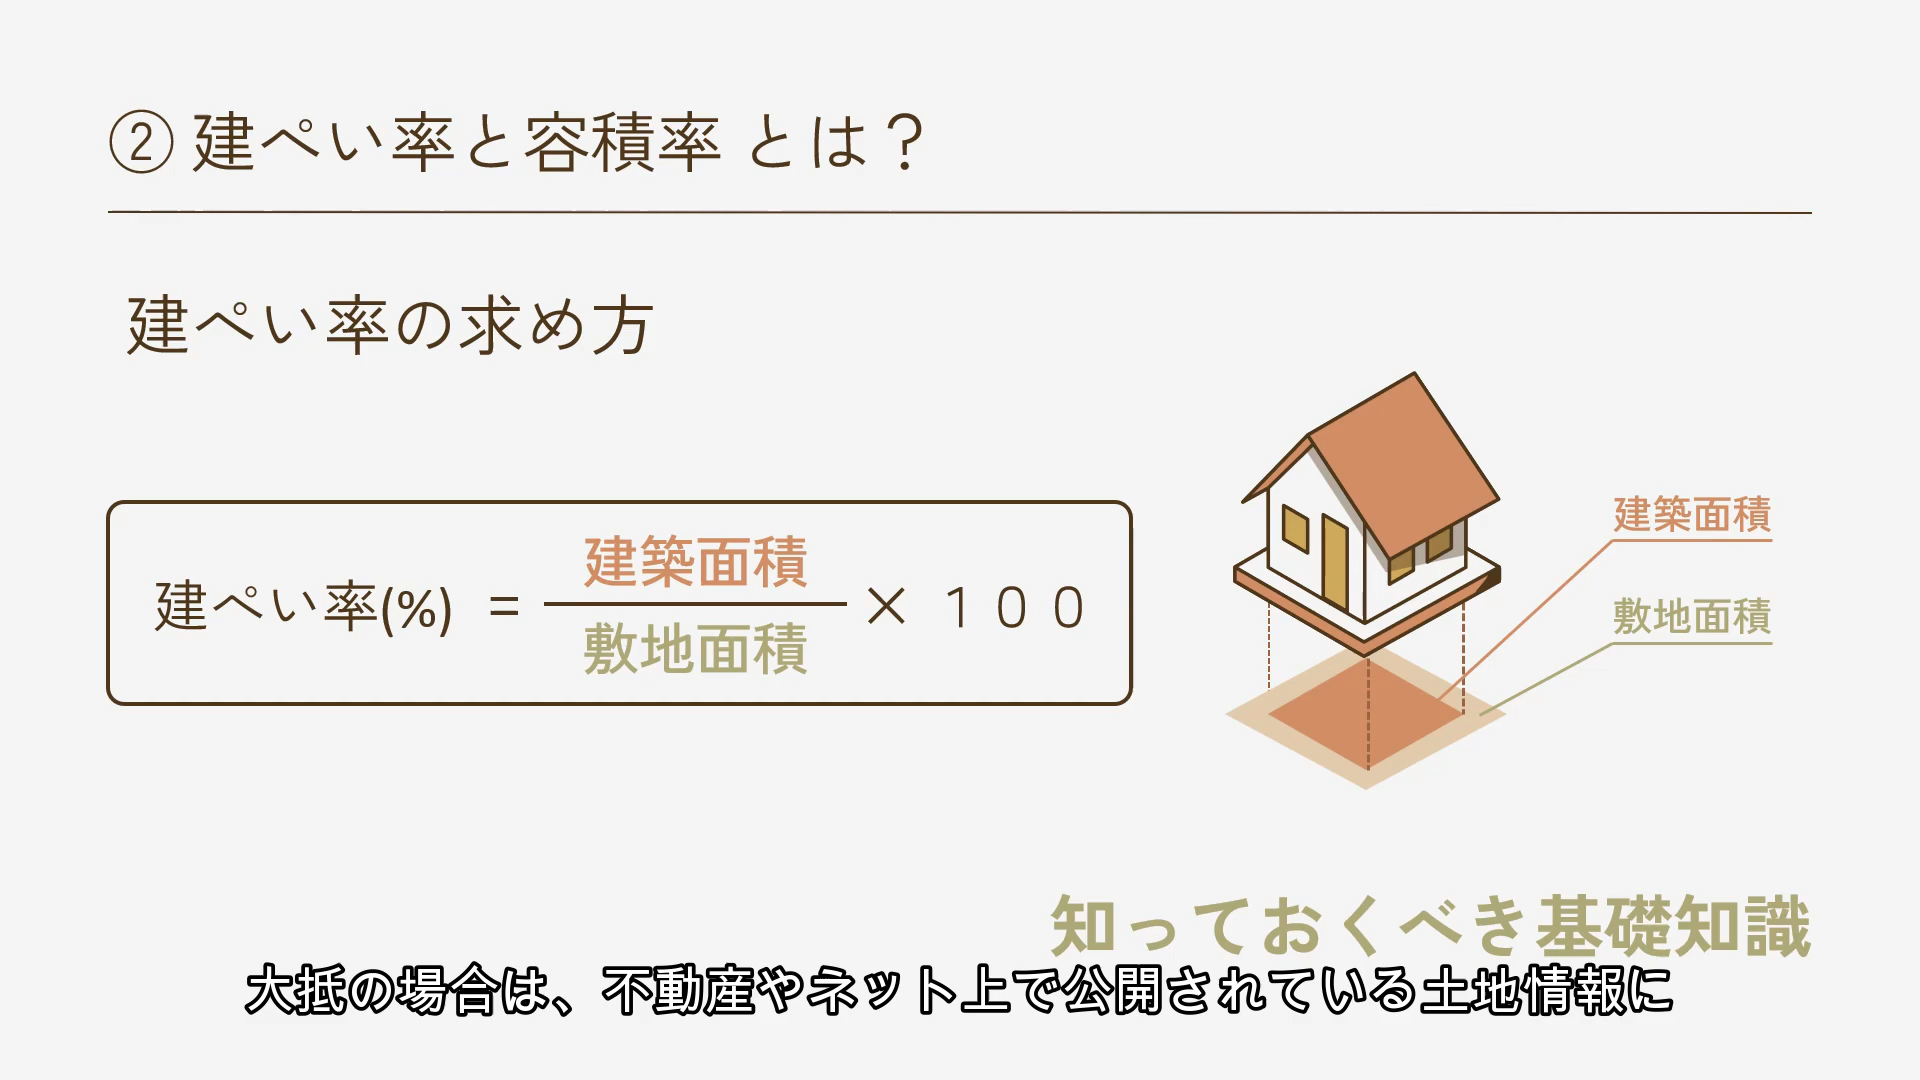 ② 建ぺい率と容積率 とは？
建ぺい率の求め方
建ぺい率(%) = 建築面積 × １００
敷地面積
建築面積
敷地面積
知っておくべき基礎知識
大抵の場合は、不動産やネット上で公開されている土地情報に